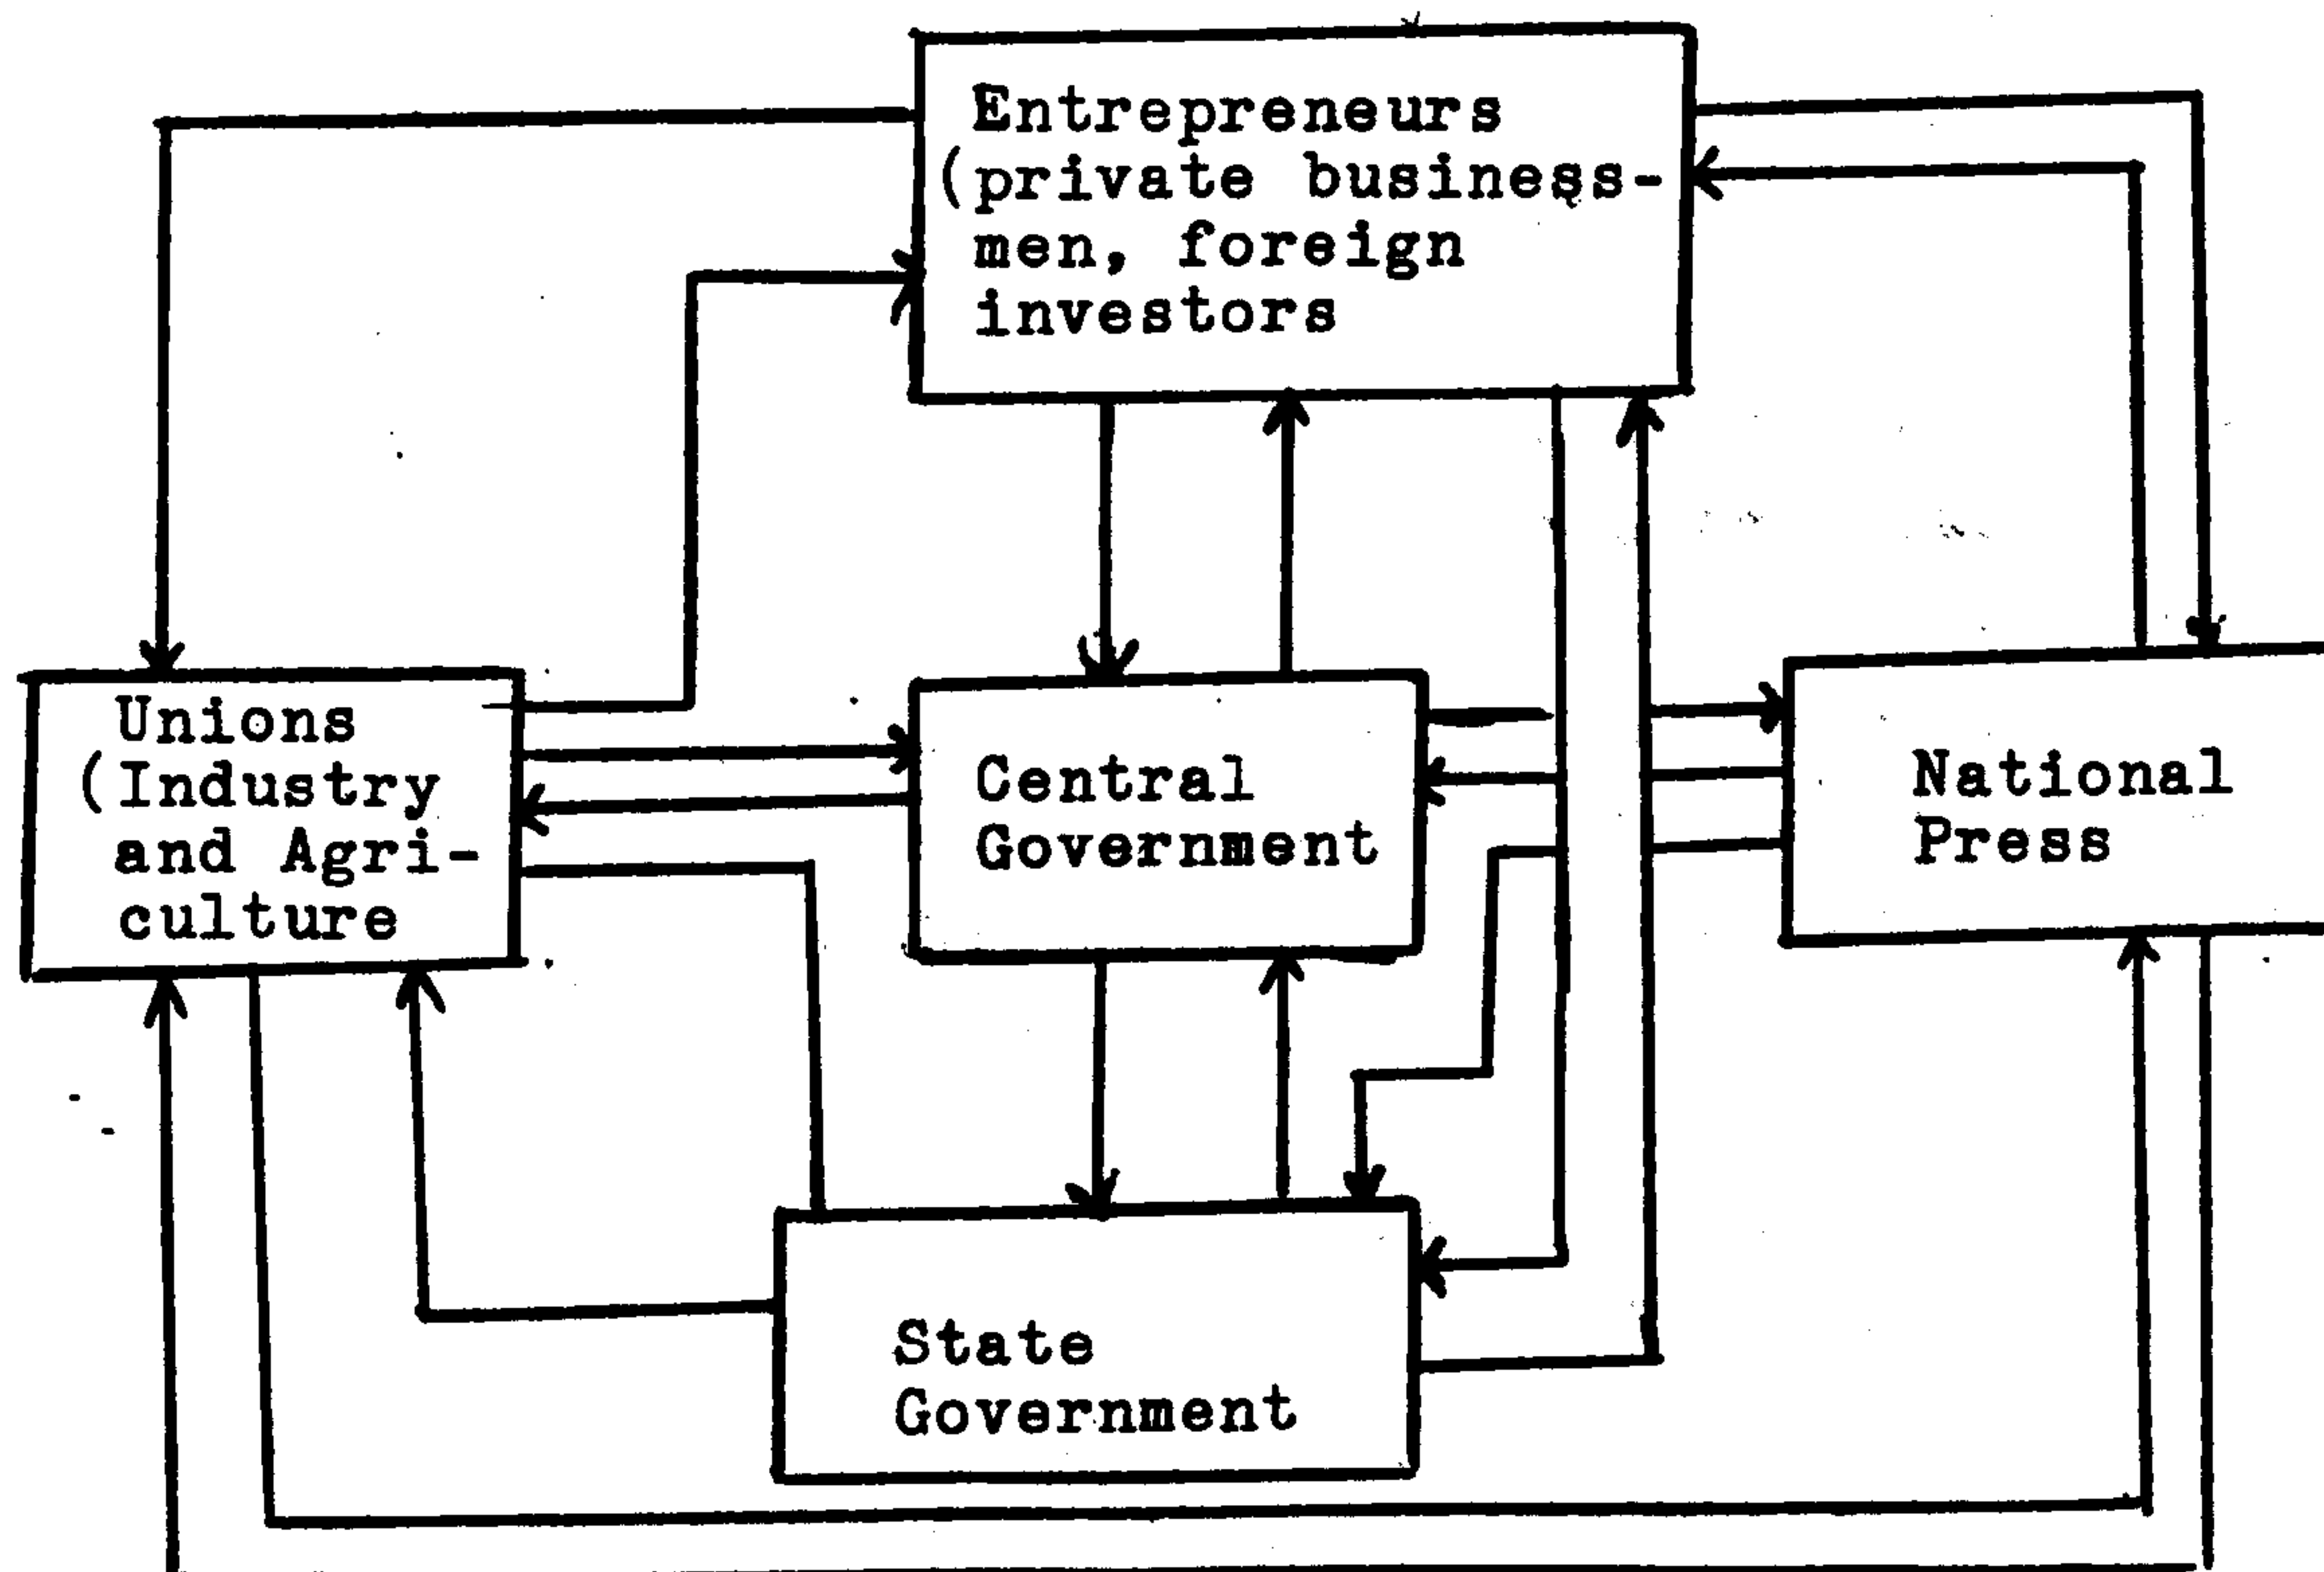 Entrepreneurs
(private business-
men, foreign
investors
Unions
(Industry
and Agri-
culture
Central
Government
National
Press
State
Government